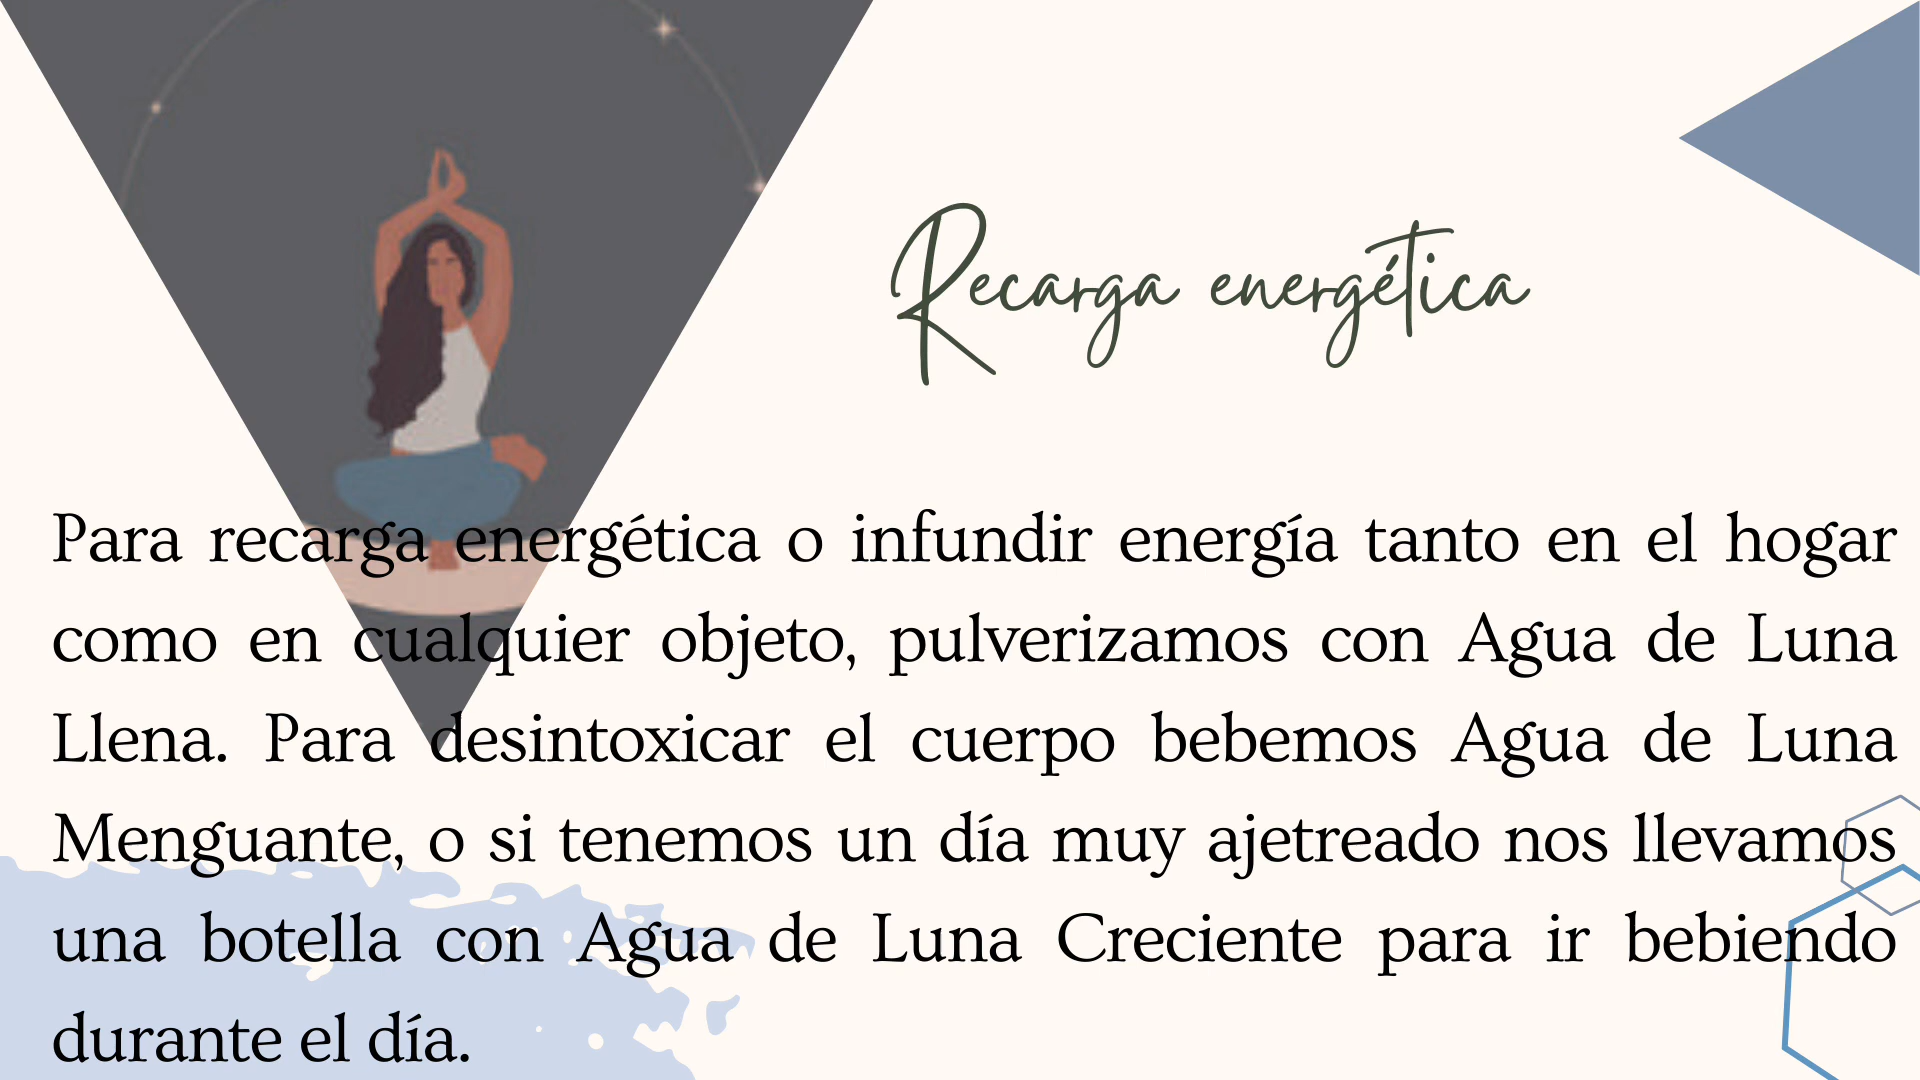 Recarga energética
Para recarga energética o infundir energía tanto en el hogar
como en cualquier objeto, pulverizamos con Agua de Luna
Llena. Para desintoxicar el cuerpo bebemos Agua de Luna
Menguante, o si tenemos un día muy ajetreado nos llevamos
una botella con Agua de Luna Creciente para ir bebiendo
durante el día.